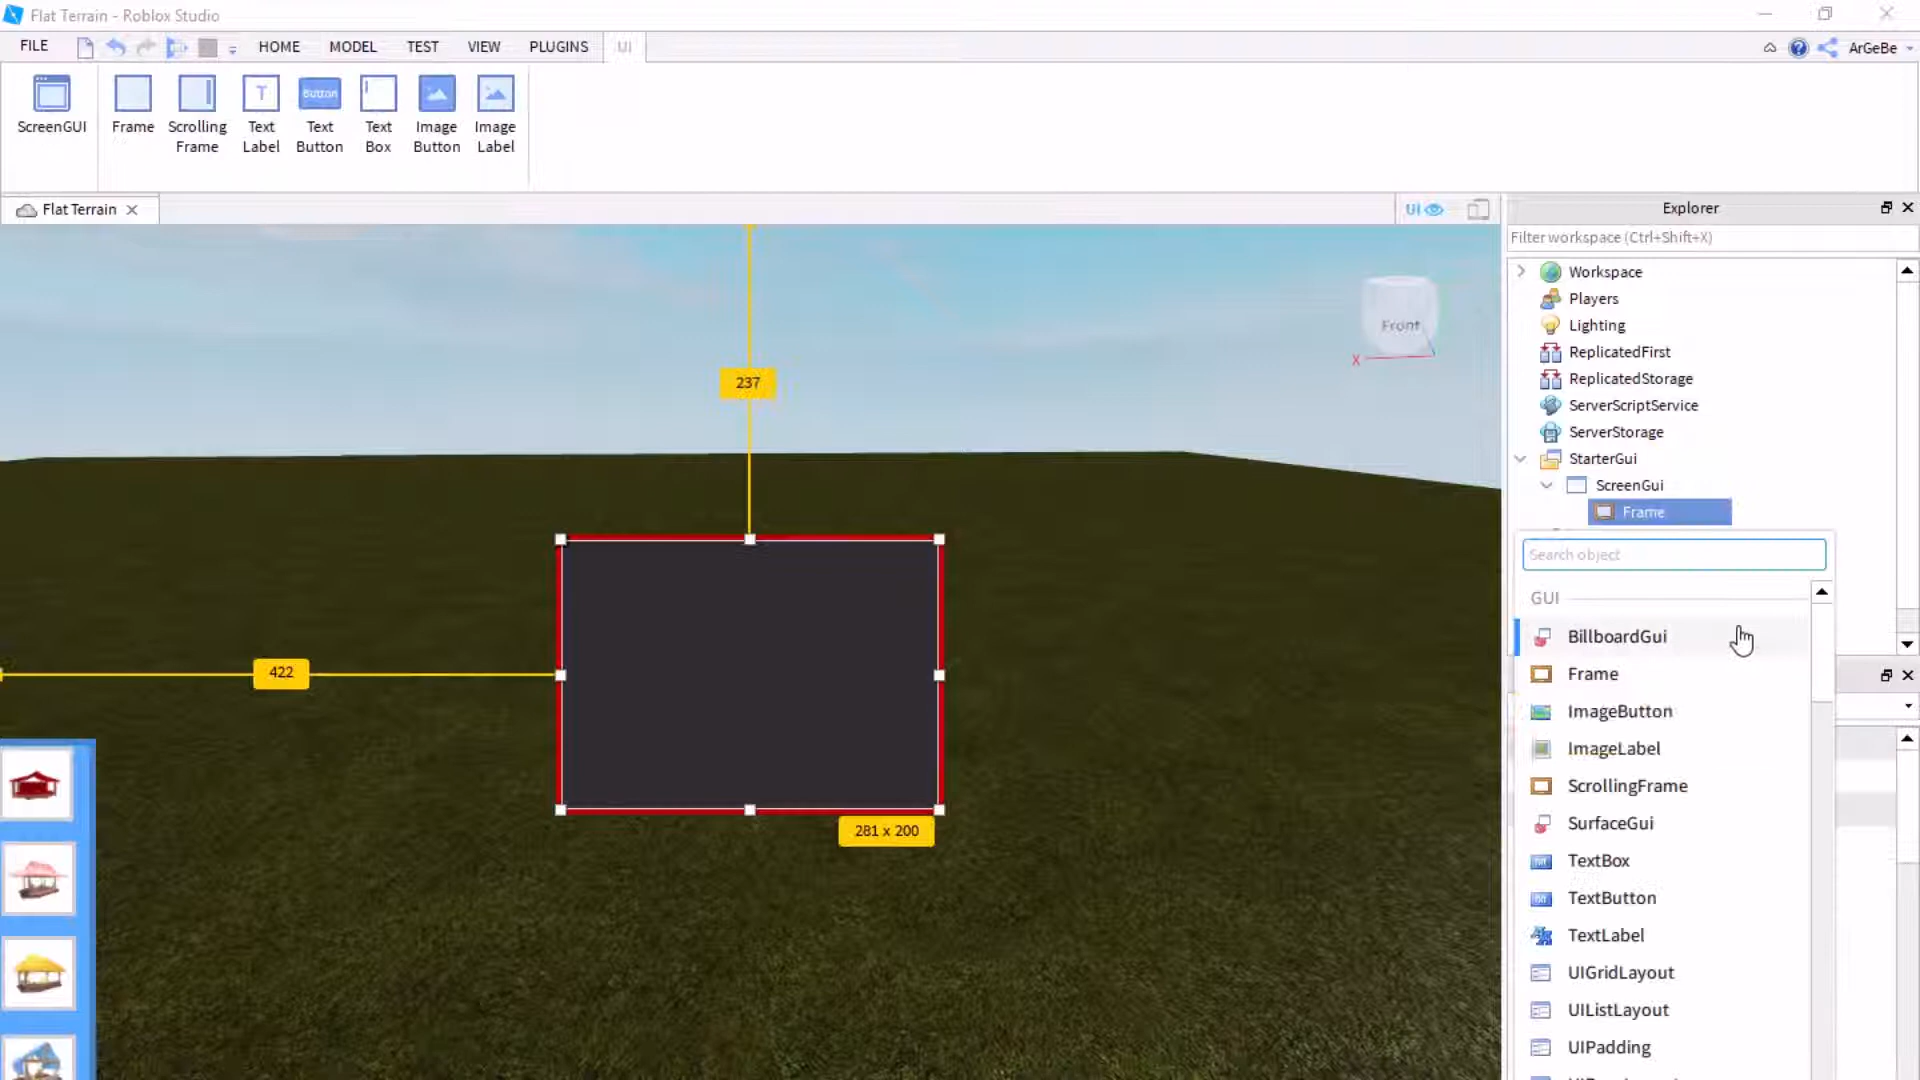 Flat Terrain - Roblox Studio
FILE
HOME
MODEL
TEST
VIEW
PLUGINS
UI
ArGeBe
ScreenGUI
Frame
Scrolling
Frame
T
Text
Label
Button
Text
Button
Text
Box
Image
Button
Image
Label
Flat Terrain
UI
Explorer
Filter workspace (Ctrl+Shift+X)
Workspace
Players
Lighting
ReplicatedFirst
ReplicatedStorage
ServerScriptService
ServerStorage
StarterGui
ScreenGui
Frame
Search object
GUI
BillboardGui
Frame
ImageButton
ImageLabel
ScrollingFrame
SurfaceGui
TextBox
TextButton
TextLabel
UIGridLayout
UIListLayout
UIPadding
Front
X
237
422
281 x 200